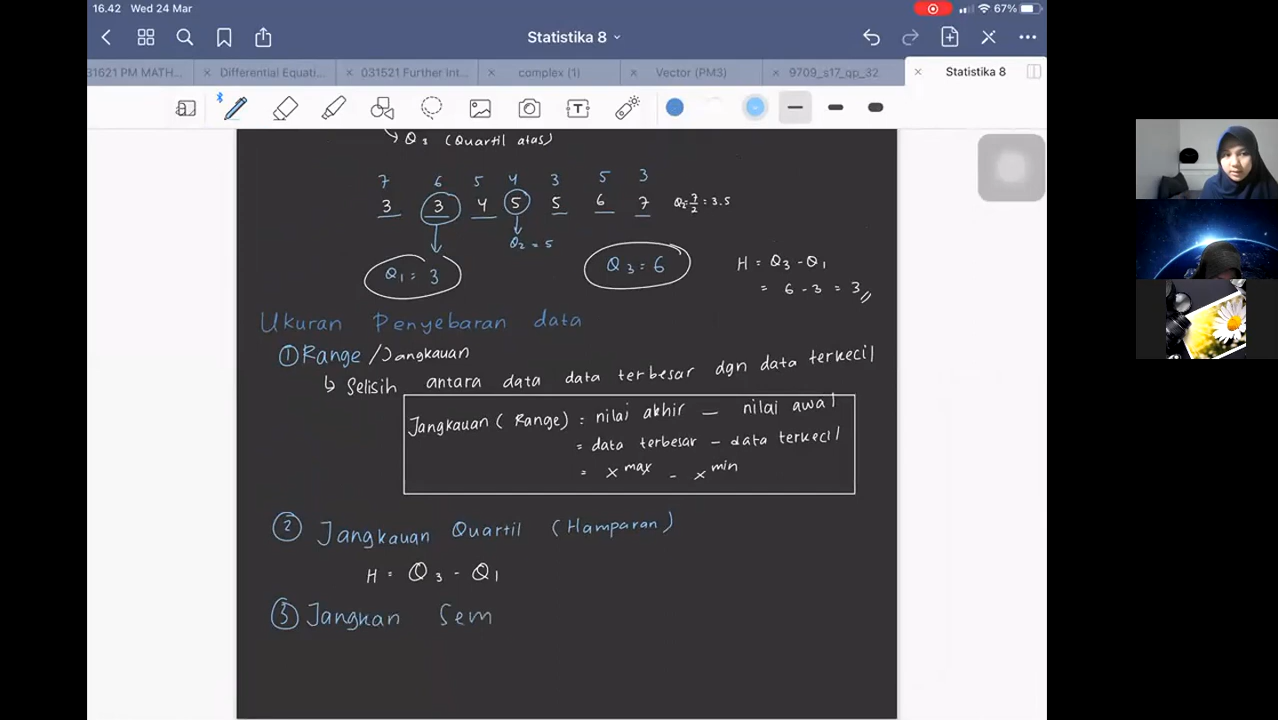 16.42 Wed 24 Mar
67%
Statistika 8
031621 PM MATH... Differential Equati... 031521 Further Int... complex (1) Vector (PM3) 9709_s17_qp_32 Statistika 8
Q3 (Quartil atas)
7 6 5 4 3 5 3
3 3 4 5 5 6 7
Q2 = 5
Q1 = 3
Q3 = 6
H = Q3 - Q1
= 6 - 3 = 3
Ukuran Penyebaran data
① Range / Jangkauan
↳ Selisih antara data data terbesar dgn data terkecil
Jangkauan (Range) = nilai akhir - nilai awal
= data terbesar - data terkecil
= x max - x min
② Jangkauan Quartil (Hamparan)
H = Q3 - Q1
③ Jangkan Sem